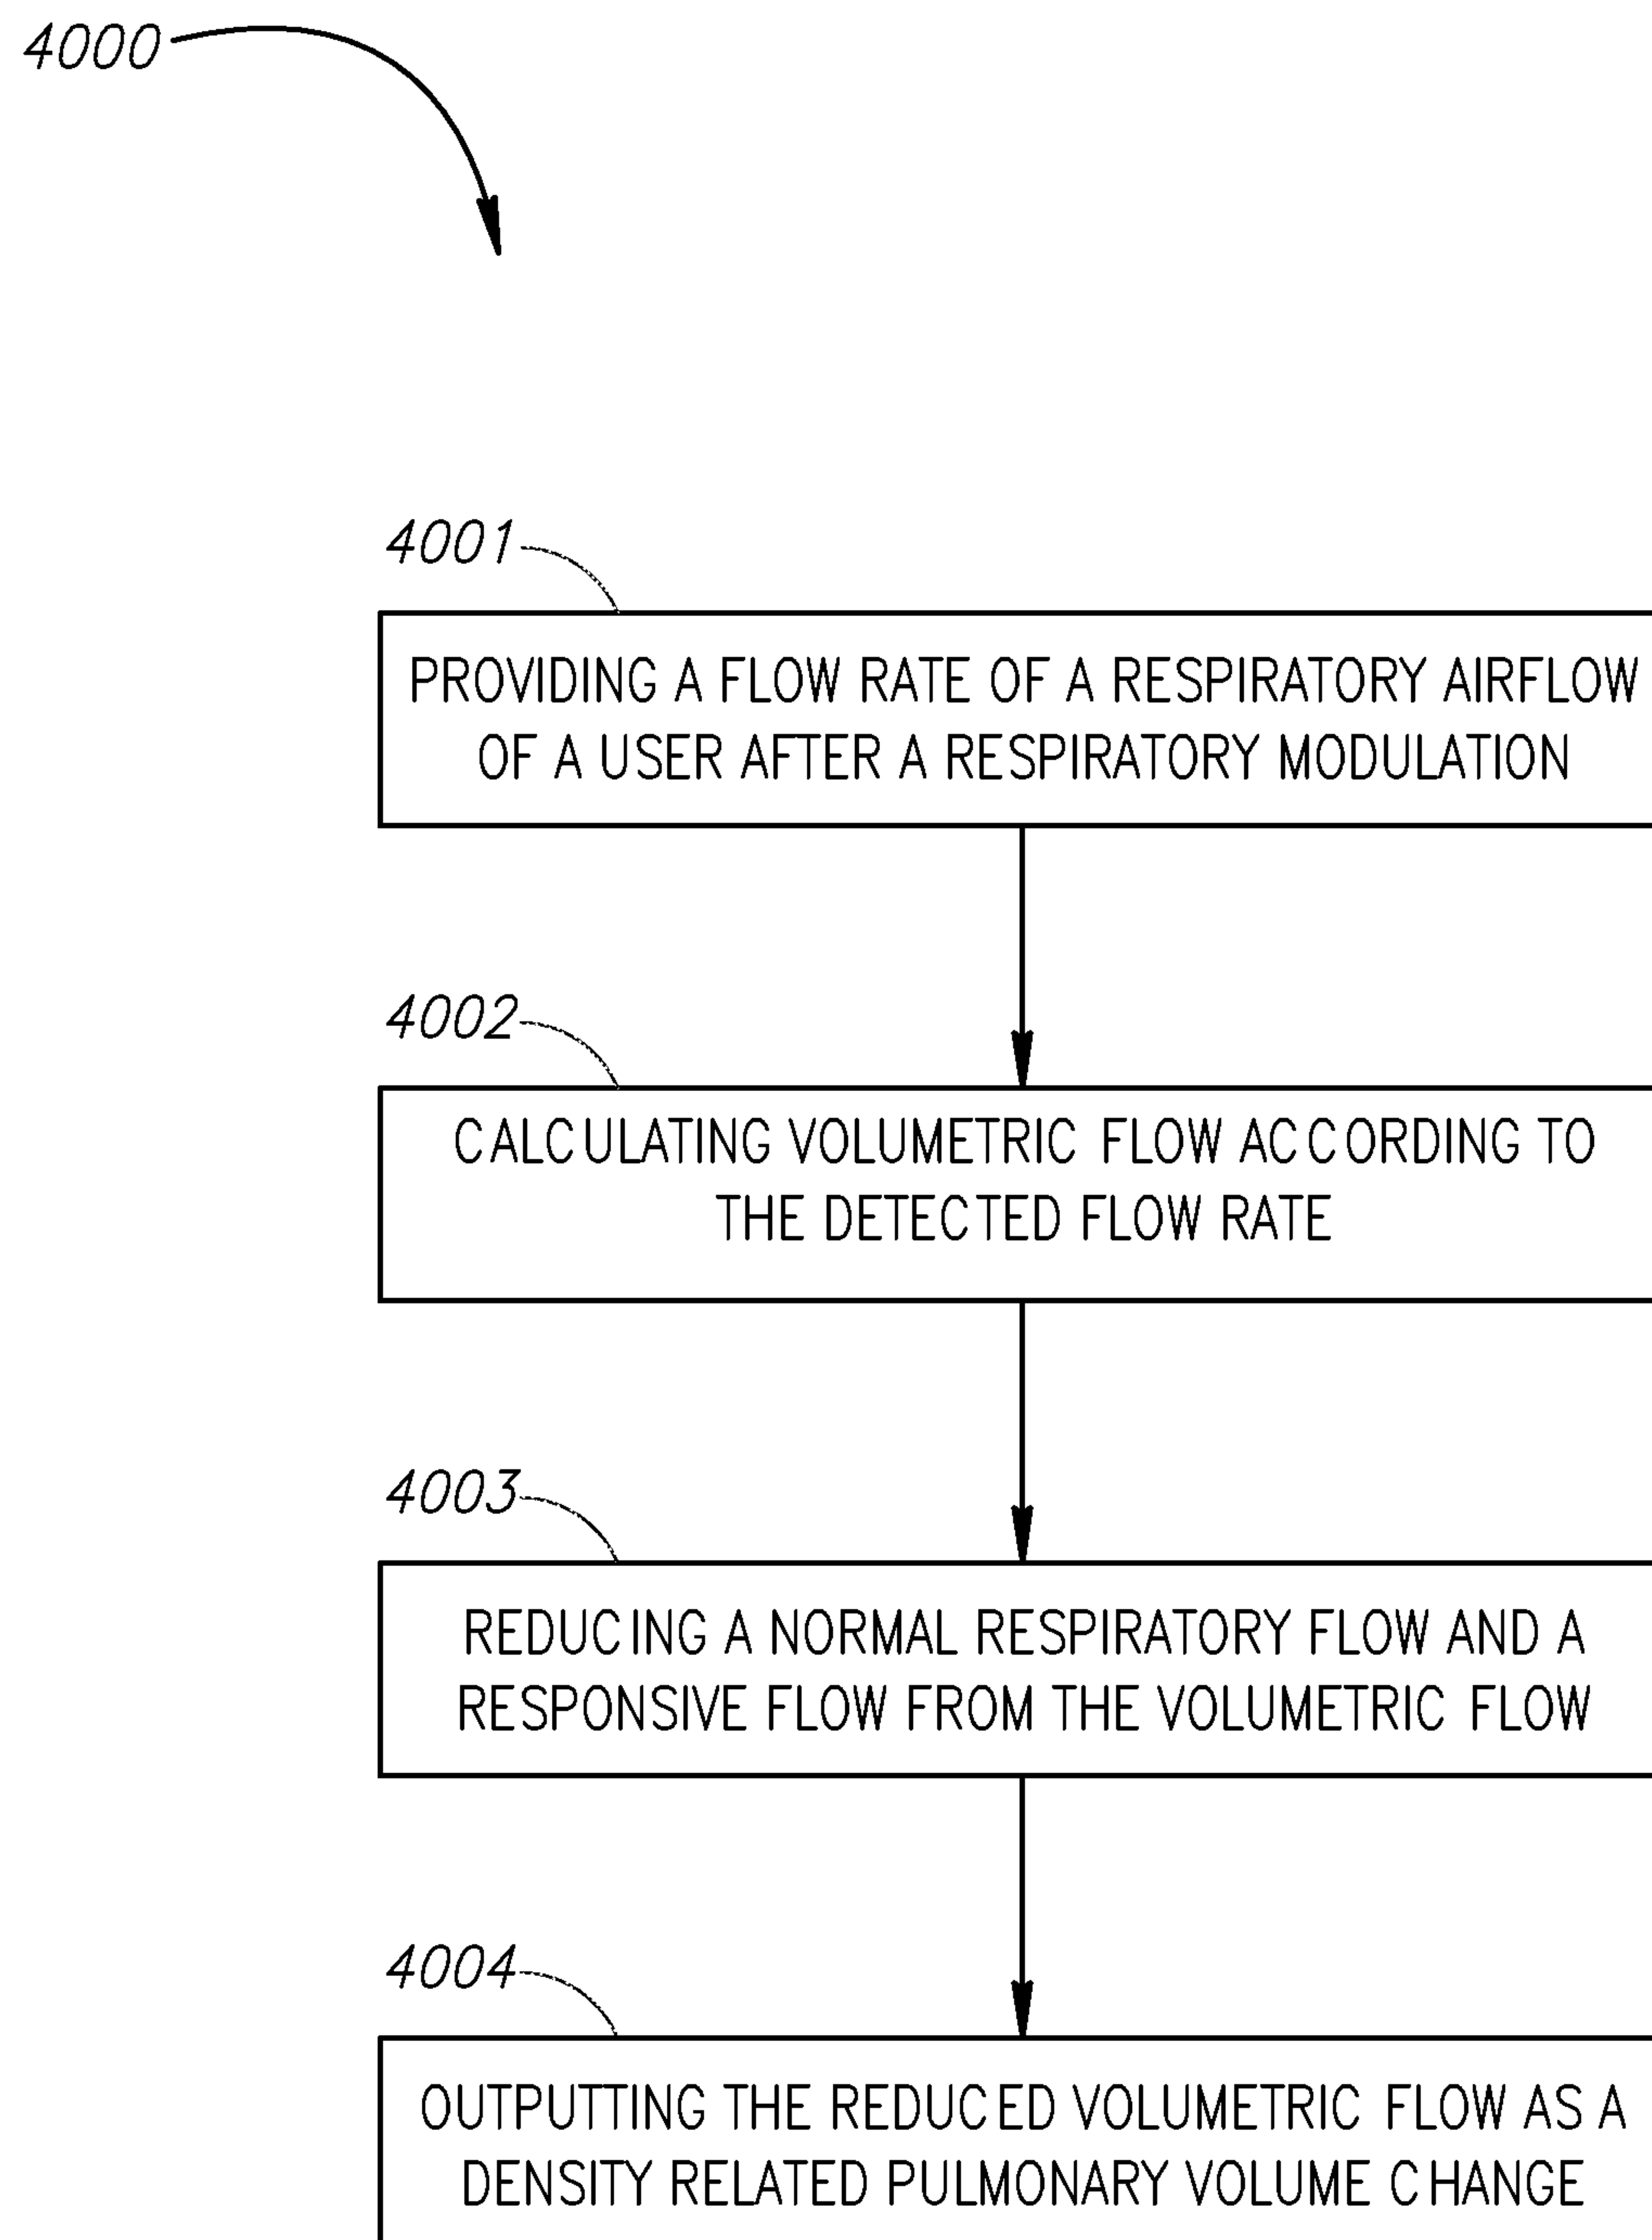 4000
4001
PROVIDING A FLOW RATE OF A RESPIRATORY AIRFLOW
OF A USER AFTER A RESPIRATORY MODULATION
4002
CALCULATING VOLUMETRIC FLOW ACCORDING TO
THE DETECTED FLOW RATE
4003
REDUCING A NORMAL RESPIRATORY FLOW AND A
RESPONSIVE FLOW FROM THE VOLUMETRIC FLOW
4004
OUTPUTTING THE REDUCED VOLUMETRIC FLOW AS A
DENSITY RELATED PULMONARY VOLUME CHANGE